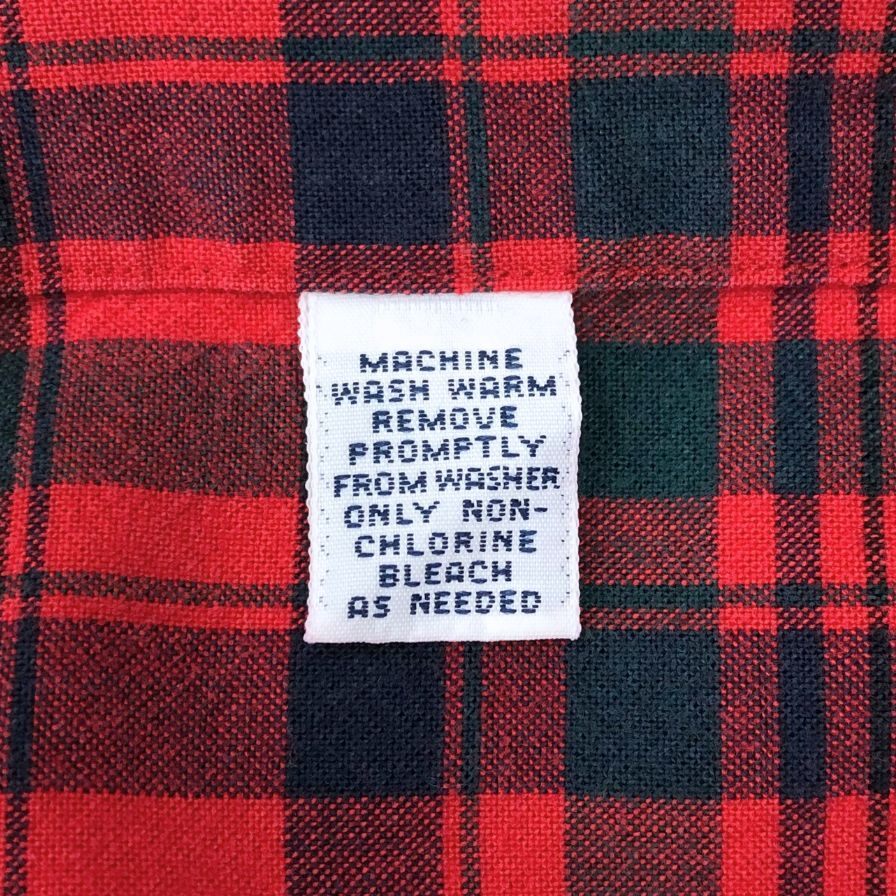 MACHINE
WASH WARM
REMOVE
PROMPTLY
FROM WASHER
ONLY NON-
CHLORINE
BLEACH
AS NEEDED